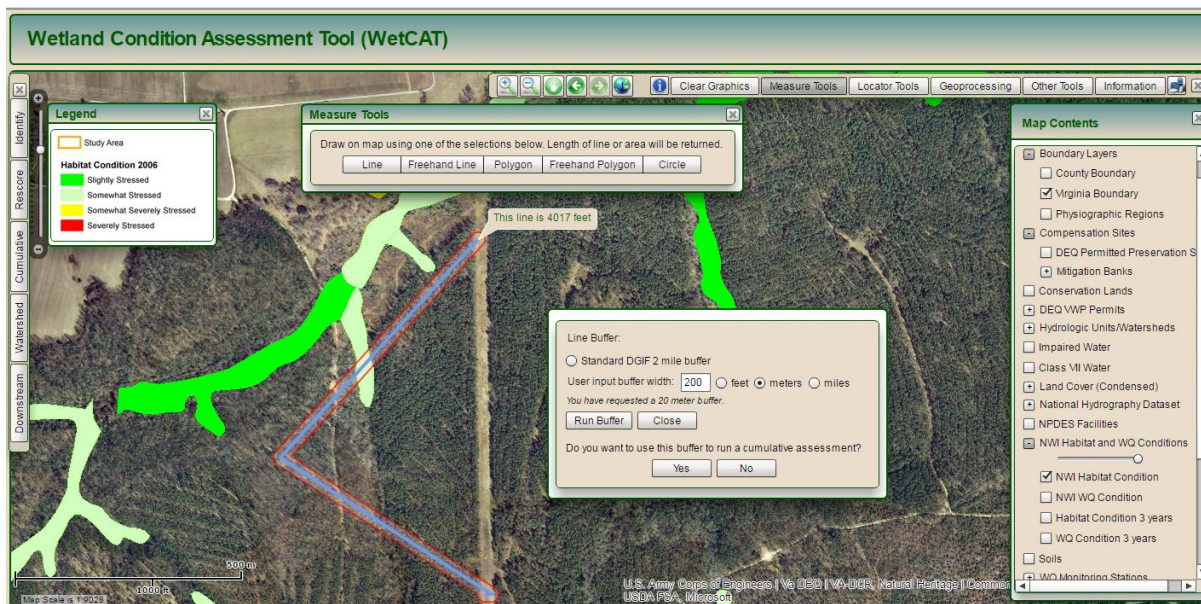 Wetland Condition Assessment Tool (WetCAT)
Clear Graphics Measure Tools Locator Tools Geoprocessing Other Tools Information
Identify
Rescore
Cumulative
Watershed
Downstream
Legend
Study Area
Habitat Condition 2006
Slightly Stressed
Somewhat Stressed
Somewhat Severely Stressed
Severely Stressed
Measure Tools
Draw on map using one of the selections below. Length of line or area will be returned.
Line Freehand Line Polygon Freehand Polygon Circle
This line is 4017 feet
Line Buffer:
Standard DGIF 2 mile buffer
User input buffer width: 200 feet meters miles
You have requested a 20 meter buffer.
Run Buffer Close
Do you want to use this buffer to run a cumulative assessment?
Yes No
Map Contents
Boundary Layers
County Boundary
Virginia Boundary
Physiographic Regions
Compensation Sites
DEQ Permitted Preservation S
Mitigation Banks
Conservation Lands
DEQ VWP Permits
Hydrologic Units/Watersheds
Impaired Water
Class VII Water
Land Cover (Condensed)
National Hydrography Dataset
NPDES Facilities
NWI Habitat and WQ Conditions
NWI Habitat Condition
NWI WQ Condition
Habitat Condition 3 years
WQ Condition 3 years
Soils
WQ Monitoring Stations
500 m
1000 ft
Map Scale is 1:9028
U.S. Army Corps of Engineers | Va DEQ | VA-DCR, Natural Heritage | Common
USDA FSA, Microsoft